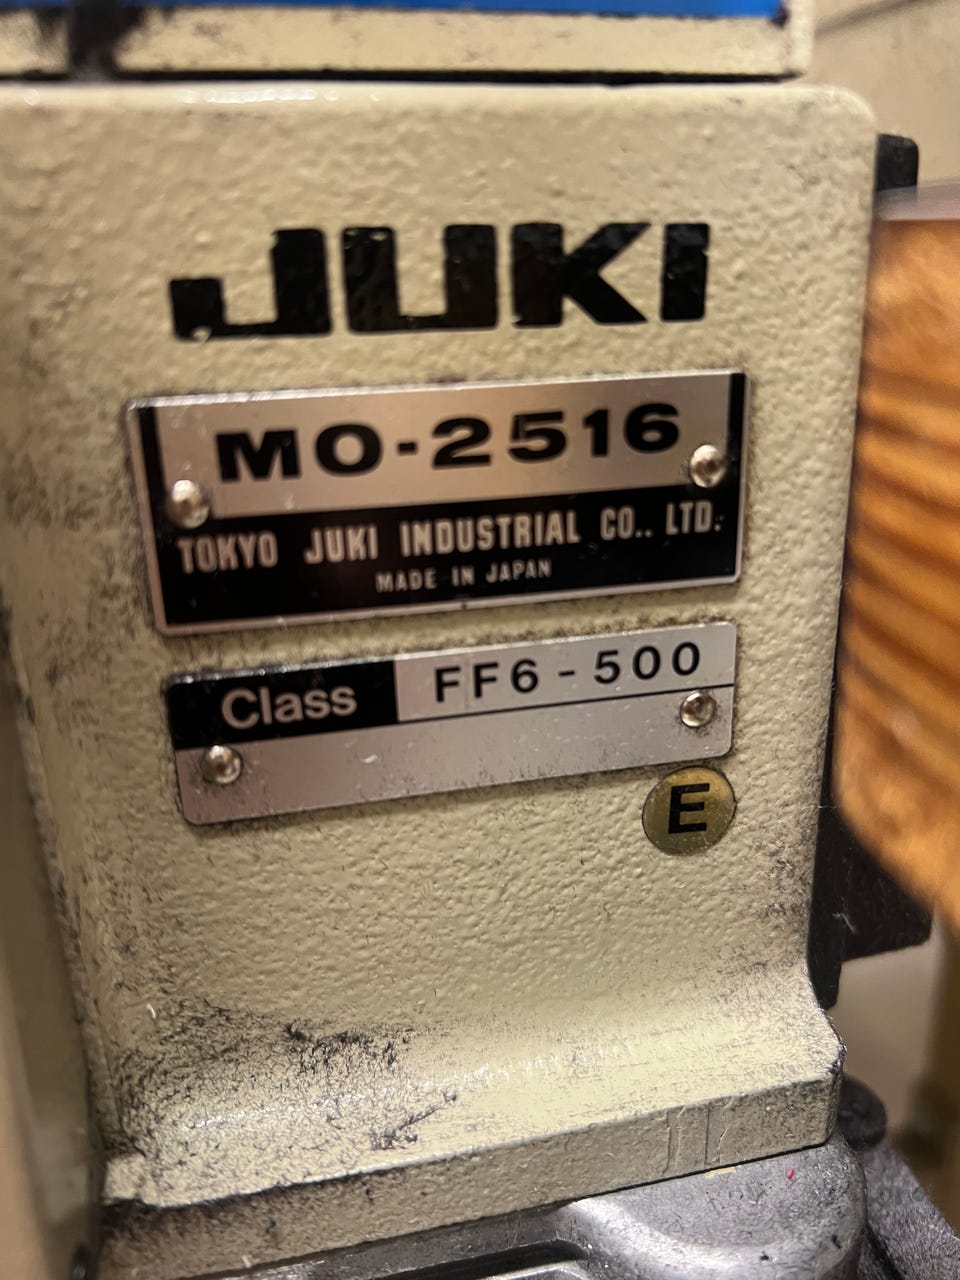 JUKI
MO-2516
TOKYO JUKI INDUSTRIAL CO., LTD.
MADE IN JAPAN
Class FF6-500
E